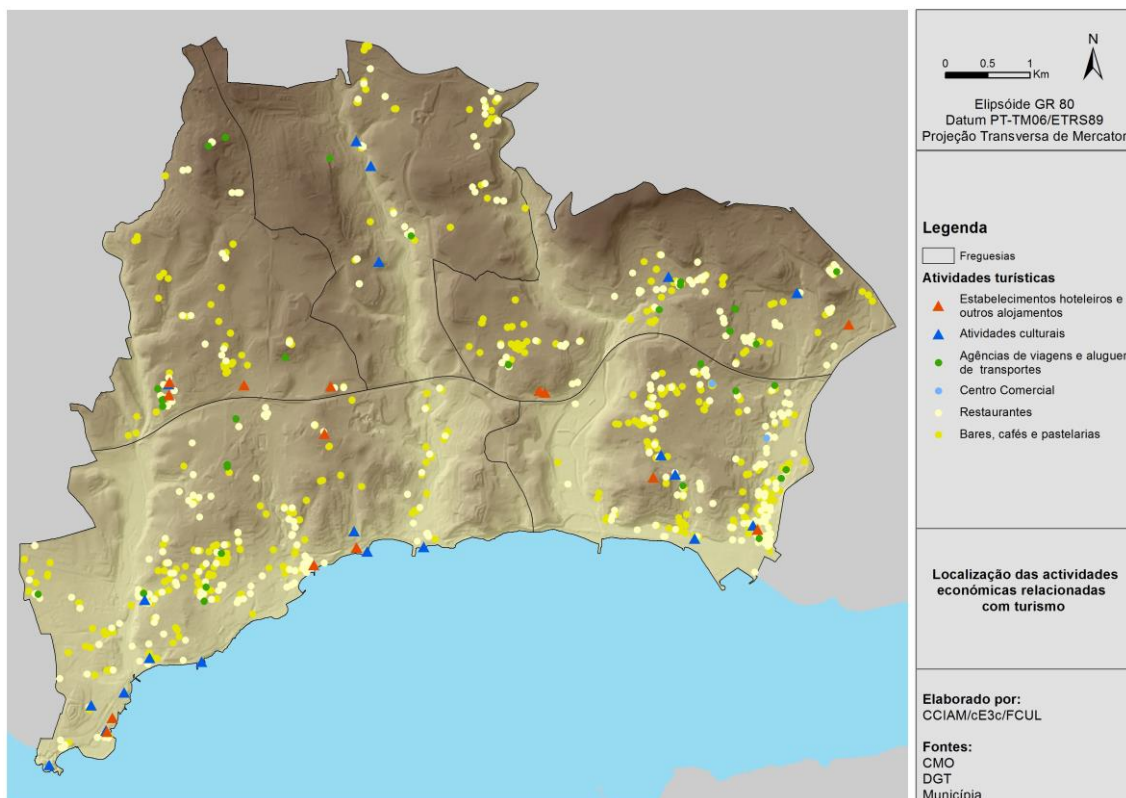 N
0 0.5 1
Km
Elipsóide GR 80
Datum PT-TM06/ETRS89
Projeção Transversa de Mercator
Legenda
Freguesias
Atividades turísticas
Estabelecimentos hoteleiros e
outros alojamentos
Atividades culturais
Agências de viagens e aluguer
de transportes
Centro Comercial
Restaurantes
Bares, cafés e pastelarias
Localização das actividades
económicas relacionadas
com turismo
Elaborado por:
CCIAM/cE3c/FCUL
Fontes:
CMO
DGT
Município